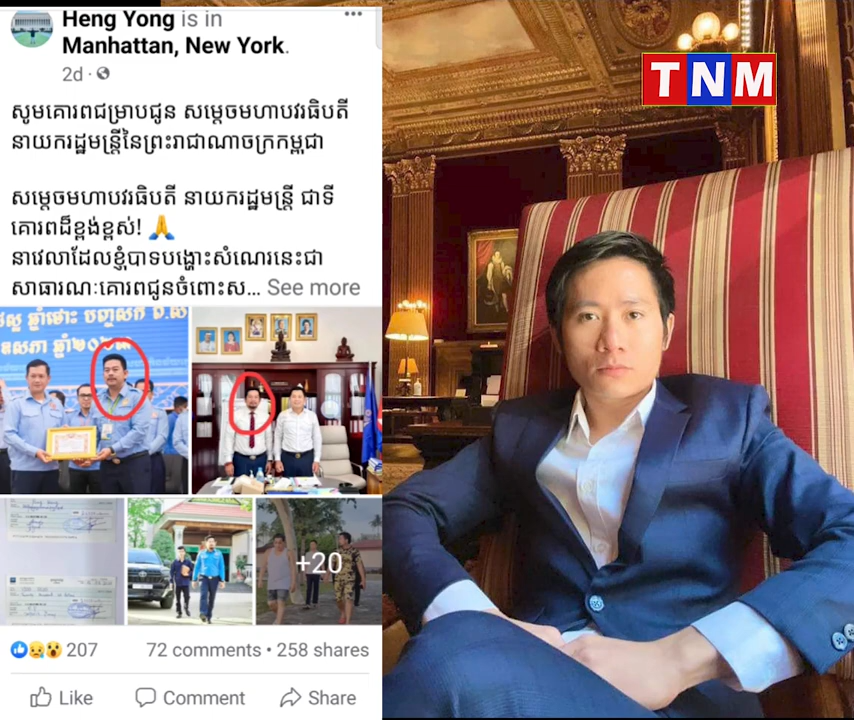 Heng Yong is in
Manhattan, New York.
2d ·
TNM
សូមគោរពជម្រាបជូន សម្តេចមហាបវរធិបតី
នាយករដ្ឋមន្ត្រីនៃព្រះរាជាណាចក្រកម្ពុជា
សម្តេចមហាបវរធិបតី នាយករដ្ឋមន្ត្រី ជាទី
គោរពដ៏ខ្ពង់ខ្ពស់! 🙏
នាវេលាដែលខ្ញុំបាទបង្ហោះសំណេរនេះជា
សាធារណៈគោរពជូនចំពោះស... See more
+20
207 72 comments • 258 shares
Like Comment Share